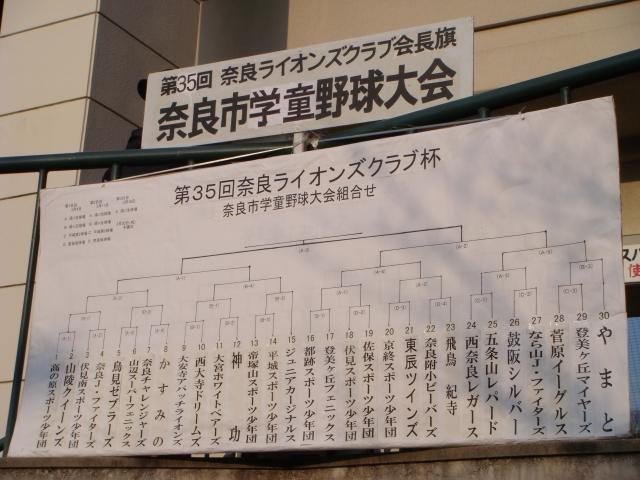 第35回 奈良ライオンズクラブ会長旗
奈良市学童野球大会
第35回奈良ライオンズクラブ杯
奈良市学童野球大会組合せ
1 高の原スポーツ少年団
2 山陵クイーンズ
3 伏見南スポーツ少年団
4 奈良J・ファイターズ
5 鳥見ゼブラーズ
6 山辺スーパーフェニックス
7 奈良チャレンジャーズ
8 かすみの
9 大安寺アパッチライオンズ
10 西大寺ドリームズ
11 大宮ホワイトベアーズ
12 神功
13 帝塚山スポーツ少年団
14 平城スポーツ少年団
15 ジュニアカージナルス
16 都跡スポーツ少年団
17 登美ヶ丘フェニックス
18 伏見スポーツ少年団
19 佐保スポーツ少年団
20 京終スポーツ少年団
21 東辰ツインズ
22 奈良附小ビーバーズ
23 飛鳥 紀寺
24 西奈良レガース
25 五条山レパード
26 鼓阪シルバー
27 なら山J・ファイターズ
28 菅原イーグルス
29 登美ヶ丘マイヤーズ
30 やまと